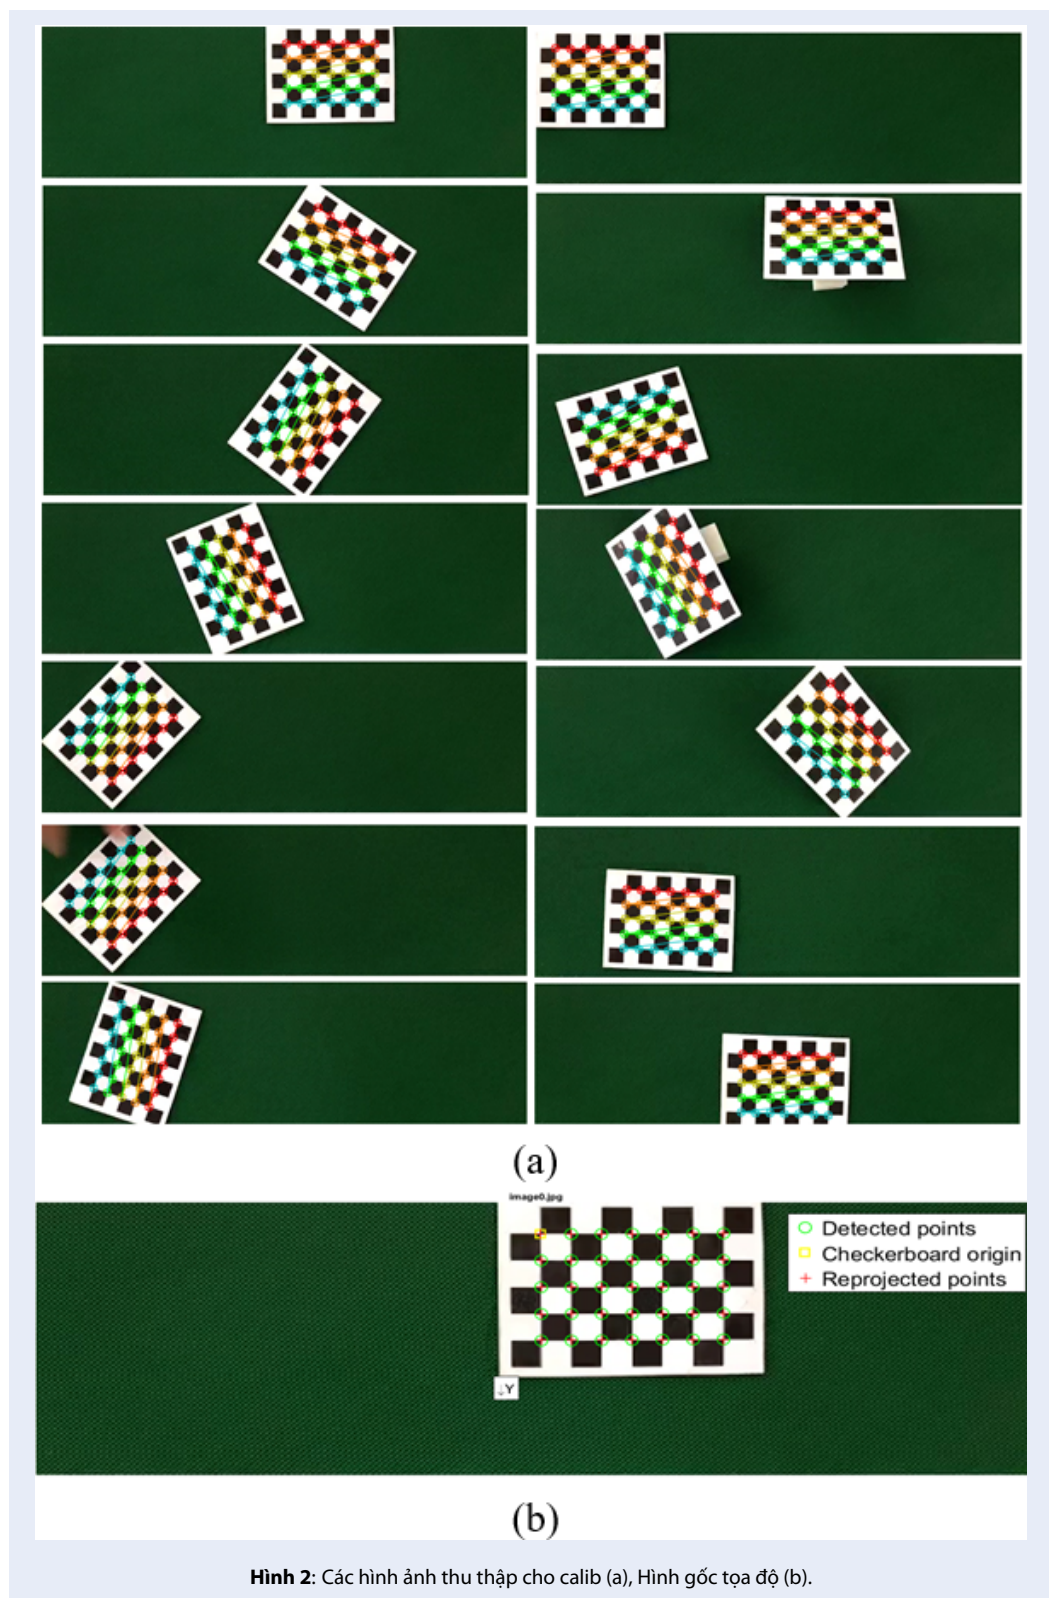 (a)
image0.jpg
Detected points
Checkerboard origin
Reprojected points
↓Y
(b)
Hình 2: Các hình ảnh thu thập cho calib (a), Hình gốc tọa độ (b).